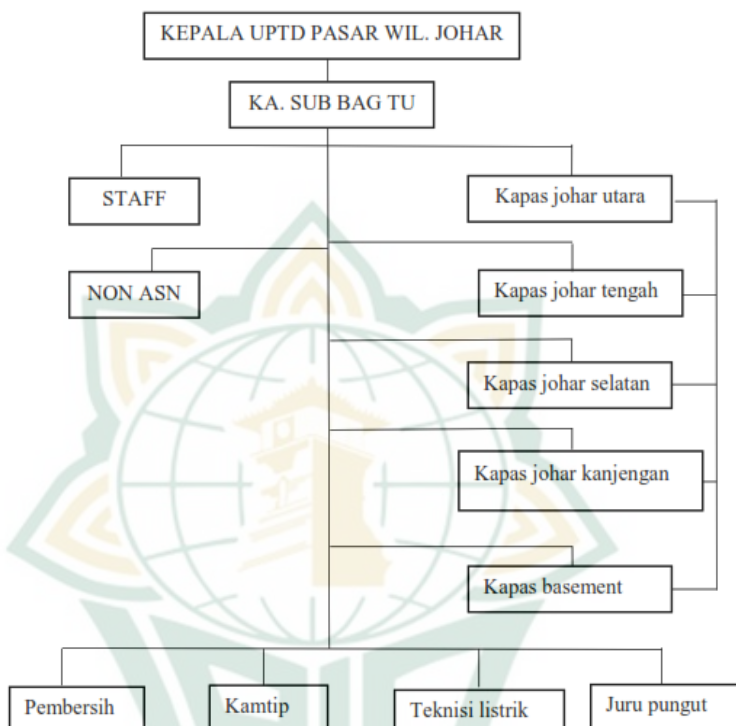 KEPALA UPTD PASAR WIL. JOHAR
KA. SUB BAG TU
STAFF
Kapas johar utara
NON ASN
Kapas johar tengah
Kapas johar selatan
Kapas johar kanjengan
Kapas basement
Pembersih
Kamtip
Teknisi listrik
Juru pungut